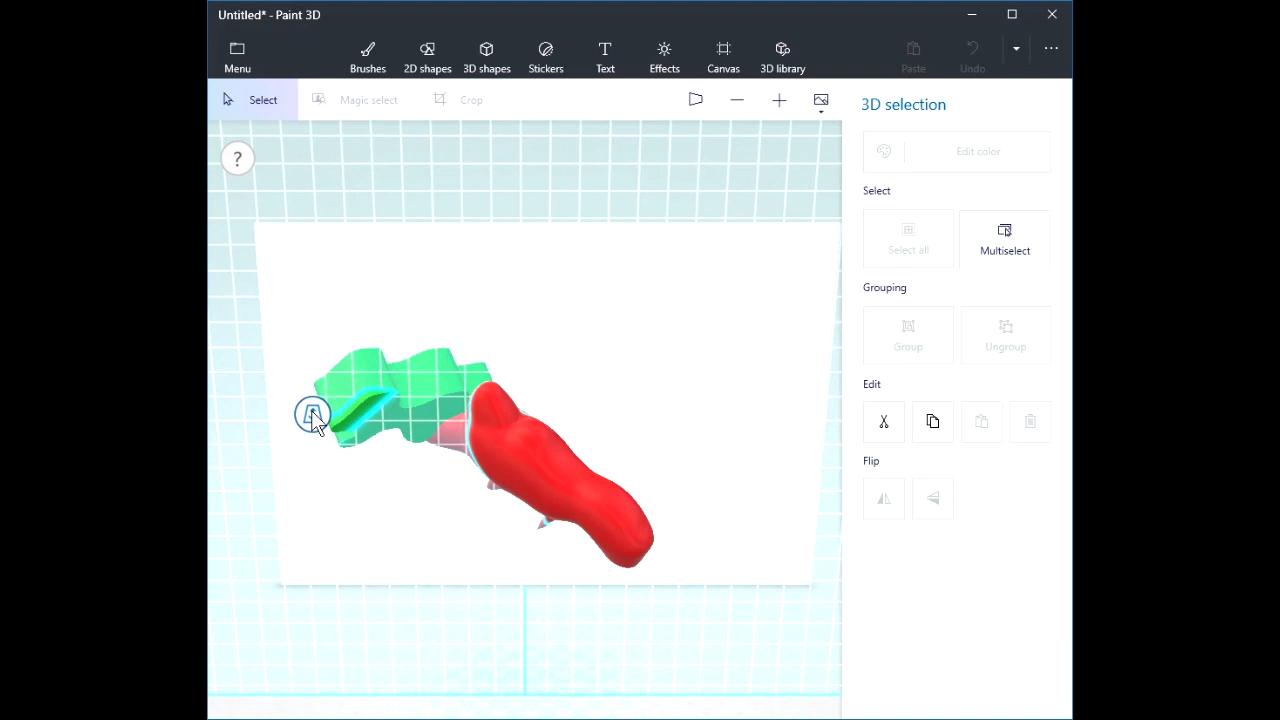 Untitled* - Paint 3D
Menu Brushes 2D shapes 3D shapes Stickers Text Effects Canvas 3D library Paste Undo
Select Magic select Crop
3D selection
?
Edit color
Select
Select all Multiselect
Grouping
Group Ungroup
Edit
Flip